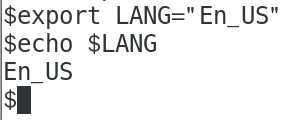 $export LANG="En_US"
$echo $LANG
En_US
$